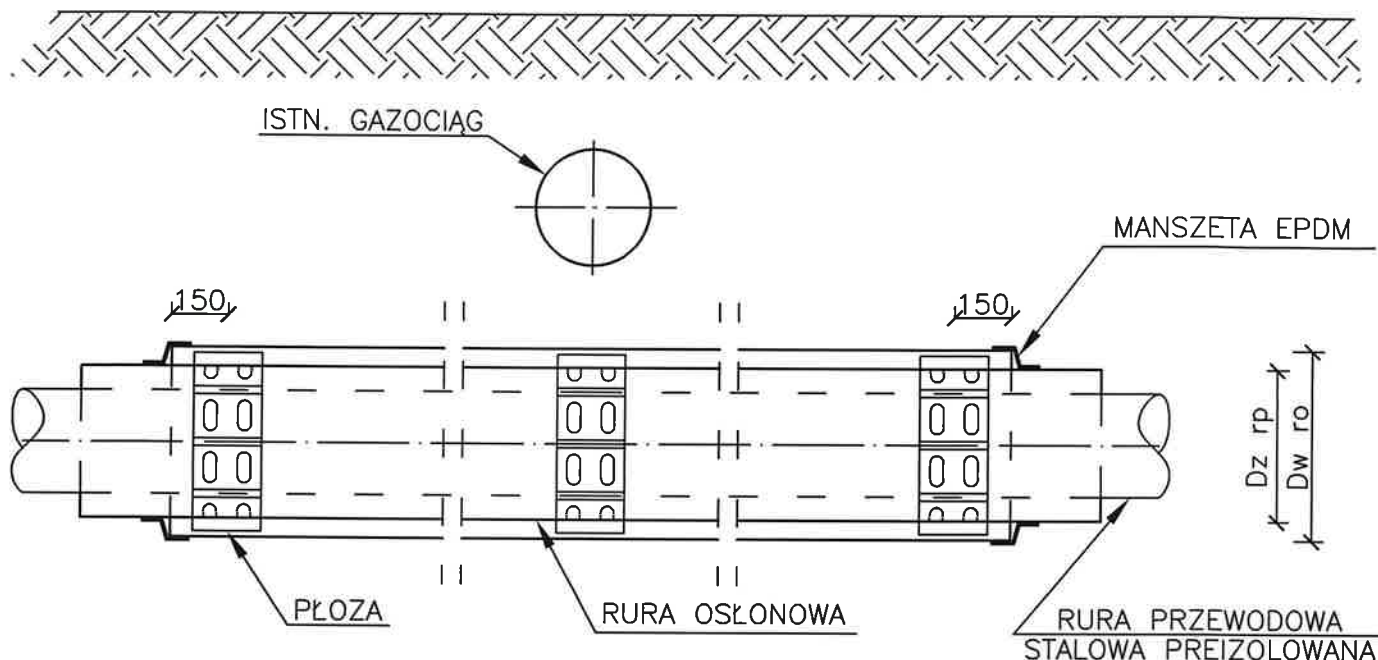 ISTN. GAZOCIĄG
MANSZETA EPDM
150
150
Dz rp
Dw ro
PŁOZA
RURA OSŁONOWA
RURA PRZEWODOWA
STALOWA PREIZOLOWANA